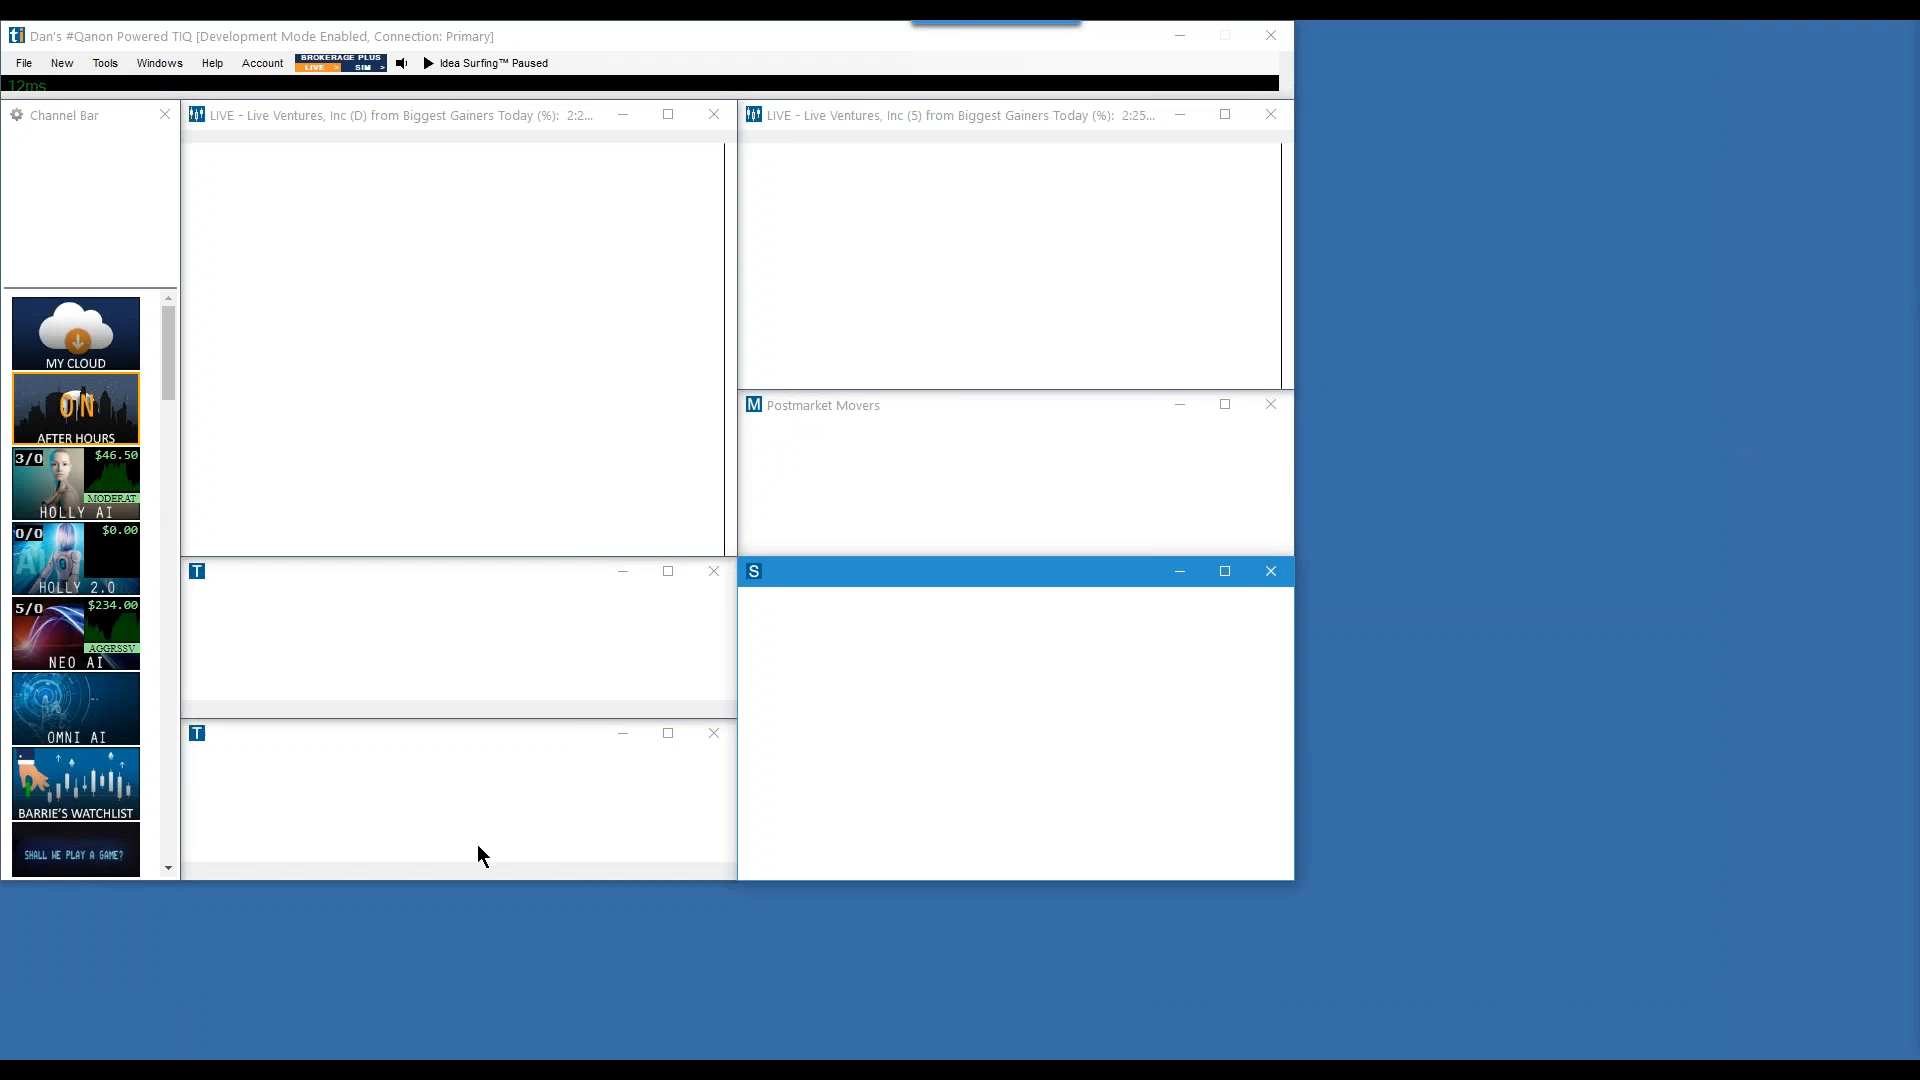 Dan's #Qanon Powered TIQ [Development Mode Enabled, Connection: Primary]
File New Tools Windows Help Account BROKERAGE PLUS LIVE > SIM > Idea Surfing™ Paused
12ms
Channel Bar
LIVE - Live Ventures, Inc (D) from Biggest Gainers Today (%): 2:2...
LIVE - Live Ventures, Inc (5) from Biggest Gainers Today (%): 2:25...
MY CLOUD
ON
AFTER HOURS
3/0 $46.50
MODERAT
HOLLY AI
0/0 $0.00
AI
HOLLY 2.0
5/0 $234.00
AGGRSSV
NEO AI
OMNI AI
BARRIE'S WATCHLIST
SHALL WE PLAY A GAME?
M Postmarket Movers
T
S
T